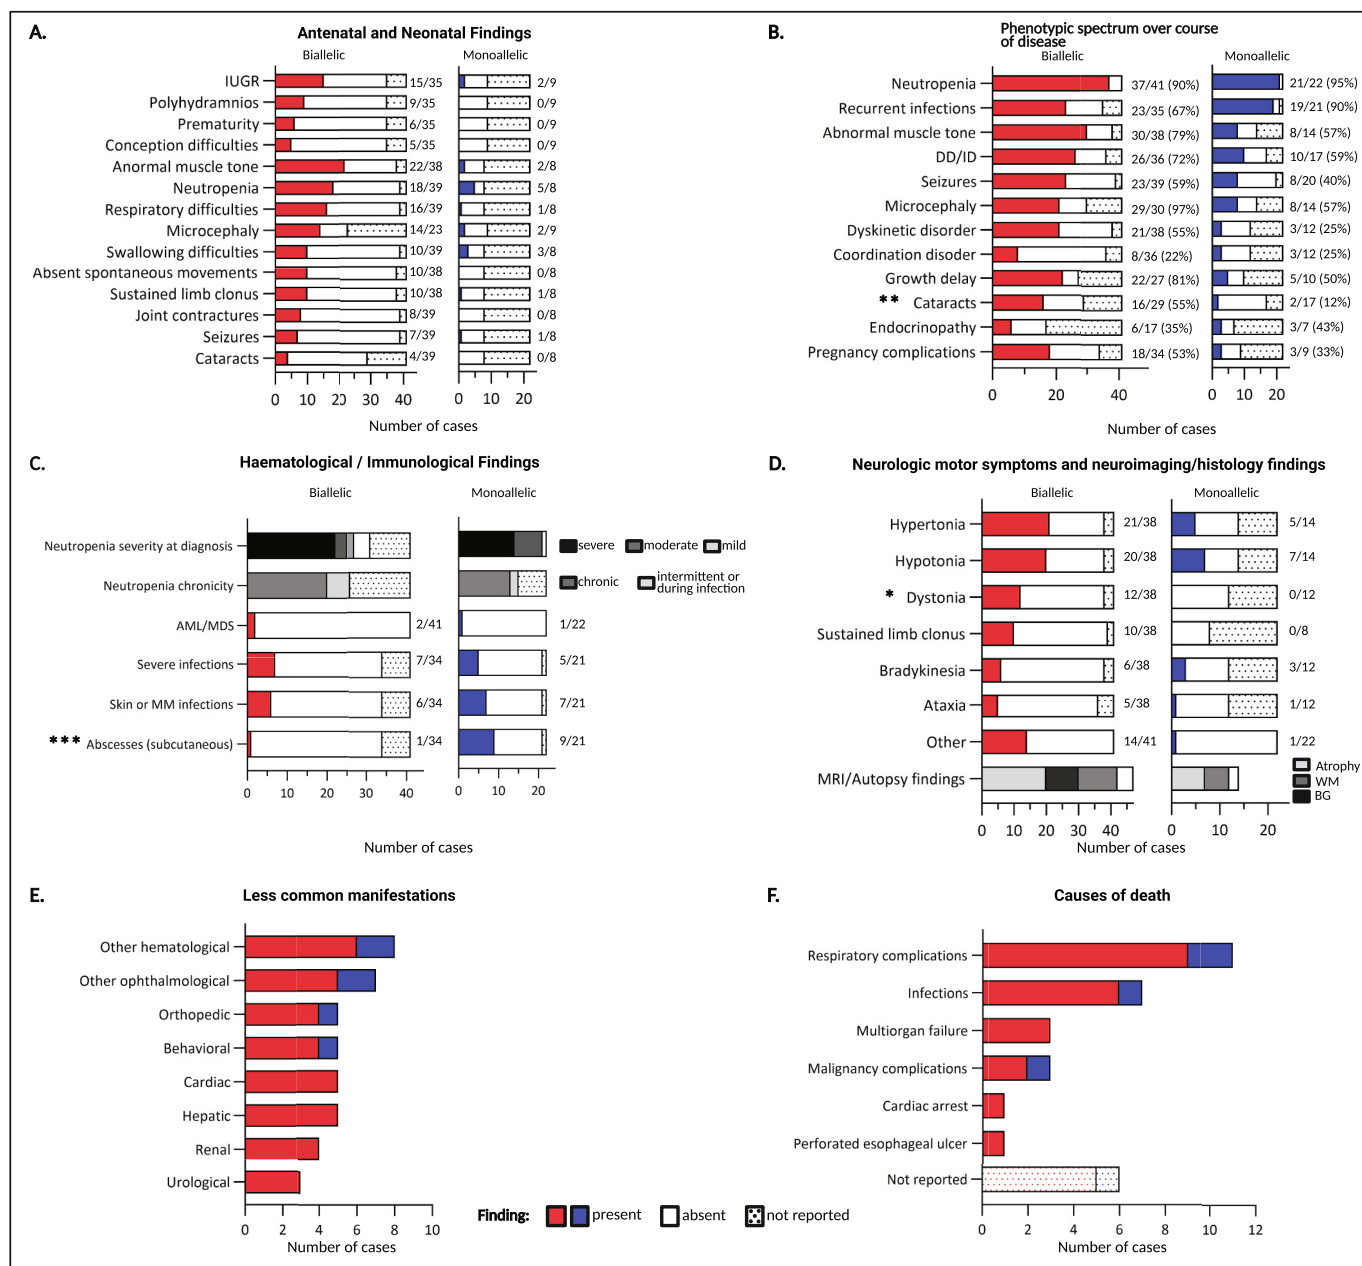 A.
Antenatal and Neonatal Findings
Biallelic
Monoallelic
IUGR 15/35 2/9
Polyhydramnios 9/35 0/9
Prematurity 6/35 0/9
Conception difficulties 5/35 0/9
Anormal muscle tone 22/38 2/8
Neutropenia 18/39 5/8
Respiratory difficulties 16/39 1/8
Microcephaly 14/23 2/9
Swallowing difficulties 10/39 3/8
Absent spontaneous movements 10/38 0/8
Sustained limb clonus 10/38 1/8
Joint contractures 8/39 0/8
Seizures 7/39 1/8
Cataracts 4/39 0/8
0 10 20 30 40 0 10 20
Number of cases
B.
Phenotypic spectrum over course
of disease
Biallelic
Monoallelic
Neutropenia 37/41 (90%) 21/22 (95%)
Recurrent infections 23/35 (67%) 19/21 (90%)
Abnormal muscle tone 30/38 (79%) 8/14 (57%)
DD/ID 26/36 (72%) 10/17 (59%)
Seizures 23/39 (59%) 8/20 (40%)
Microcephaly 29/30 (97%) 8/14 (57%)
Dyskinetic disorder 21/38 (55%) 3/12 (25%)
Coordination disoder 8/36 (22%) 3/12 (25%)
Growth delay 22/27 (81%) 5/10 (50%)
** Cataracts 16/29 (55%) 2/17 (12%)
Endocrinopathy 6/17 (35%) 3/7 (43%)
Pregnancy complications 18/34 (53%) 3/9 (33%)
0 20 40 0 10 20
Number of cases
C.
Haematological / Immunological Findings
Biallelic
Monoallelic
Neutropenia severity at diagnosis severe moderate mild
Neutropenia chronicity chronic intermittent or
during infection
AML/MDS 2/41 1/22
Severe infections 7/34 5/21
Skin or MM infections 6/34 7/21
*** Abscesses (subcutaneous) 1/34 9/21
0 10 20 30 40 0 10 20
Number of cases
D.
Neurologic motor symptoms and neuroimaging/histology findings
Biallelic
Monoallelic
Hypertonia 21/38 5/14
Hypotonia 20/38 7/14
* Dystonia 12/38 0/12
Sustained limb clonus 10/38 0/8
Bradykinesia 6/38 3/12
Ataxia 5/38 1/12
Other 14/41 1/22
MRI/Autopsy findings
Atrophy
WM
BG
0 10 20 30 40 0 10 20
Number of cases
E.
Less common manifestations
Other hematological
Other ophthalmological
Orthopedic
Behavioral
Cardiac
Hepatic
Renal
Urological
0 2 4 6 8 10
Number of cases
F.
Causes of death
Respiratory complications
Infections
Multiorgan failure
Malignancy complications
Cardiac arrest
Perforated esophageal ulcer
Not reported
0 2 4 6 8 10 12
Number of cases
Finding: present absent not reported